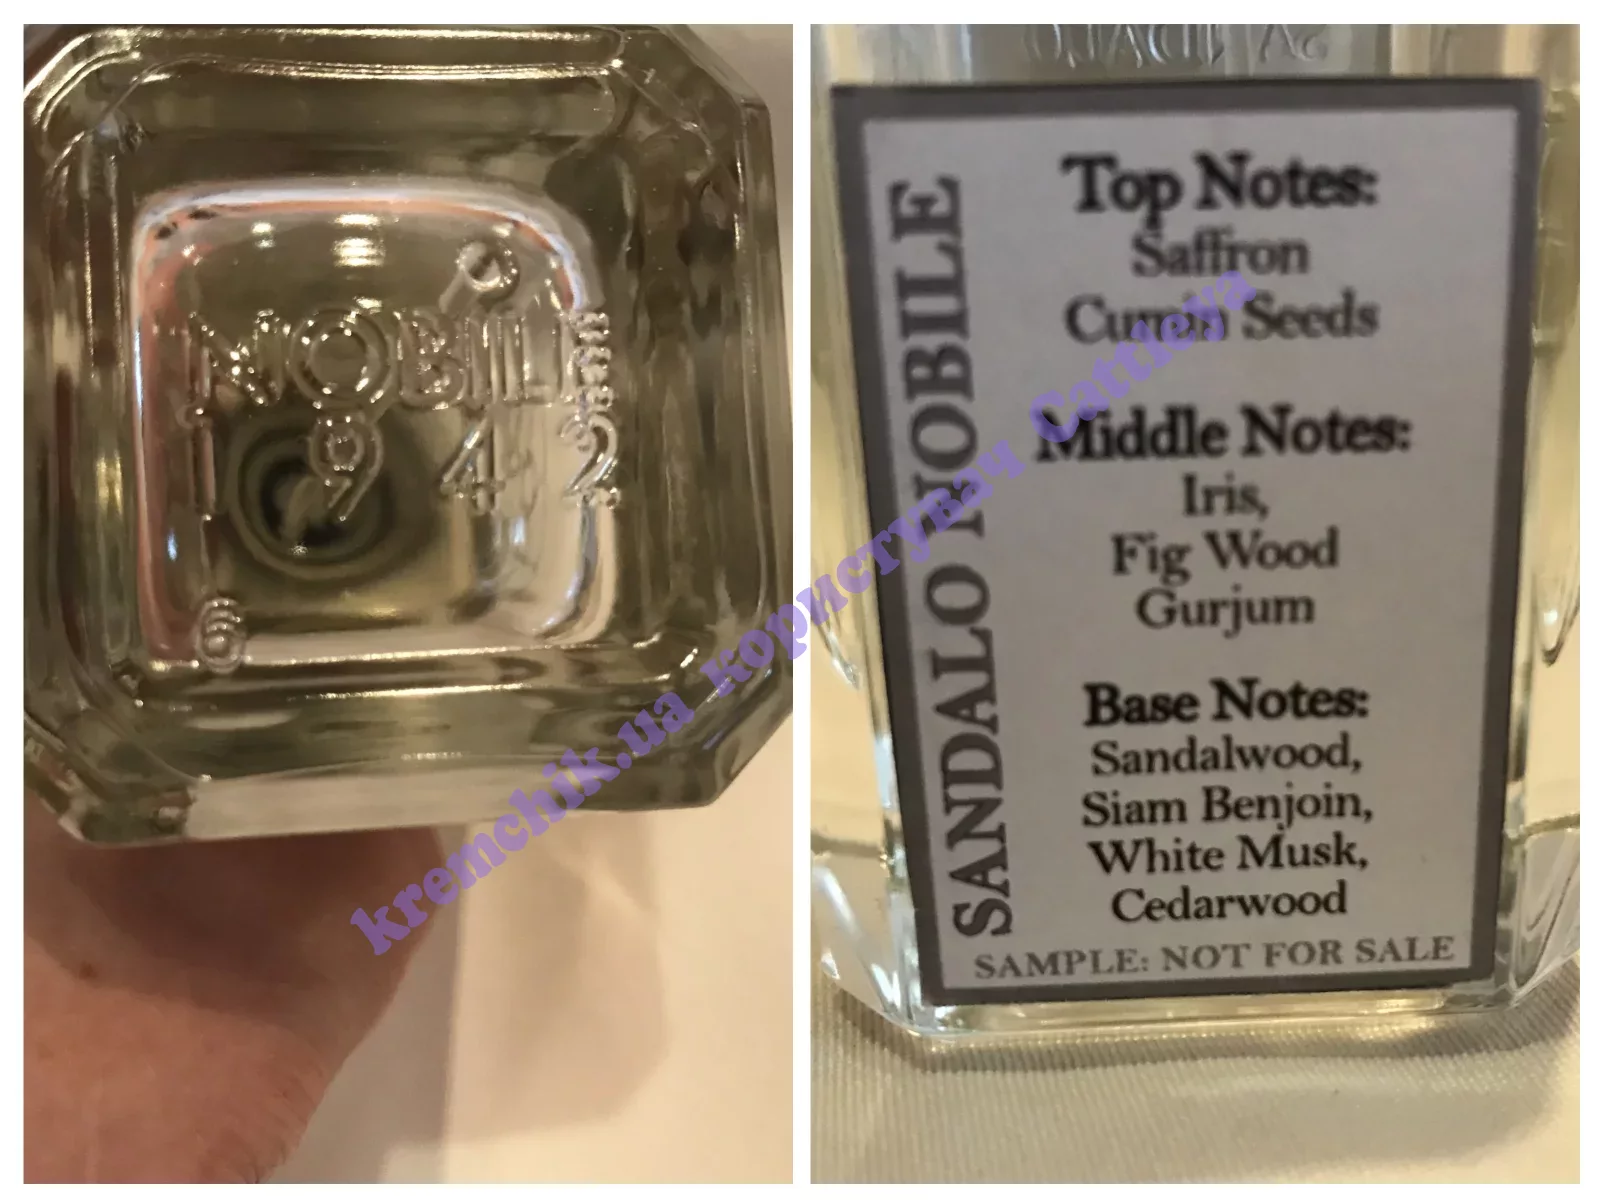 NOBILE
1942
6
SANDALO NOBILE
Top Notes:
Saffron
Cumin Seeds
Middle Notes:
Iris,
Fig Wood
Gurjum
Base Notes:
Sandalwood,
Siam Benjoin,
White Musk,
Cedarwood
SAMPLE: NOT FOR SALE
kremchik.ua користувач Cattleya